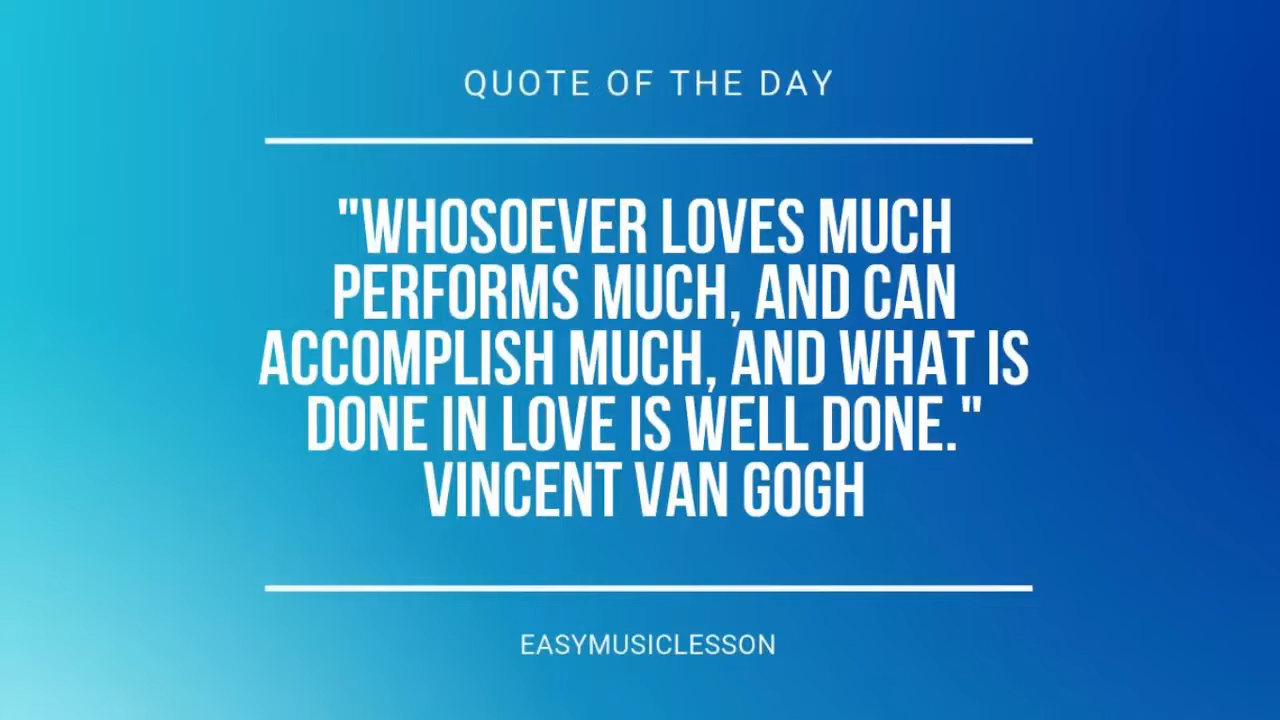 QUOTE OF THE DAY
"WHOSOEVER LOVES MUCH
PERFORMS MUCH, AND CAN
ACCOMPLISH MUCH, AND WHAT IS
DONE IN LOVE IS WELL DONE."
VINCENT VAN GOGH
EASYMUSICLESSON